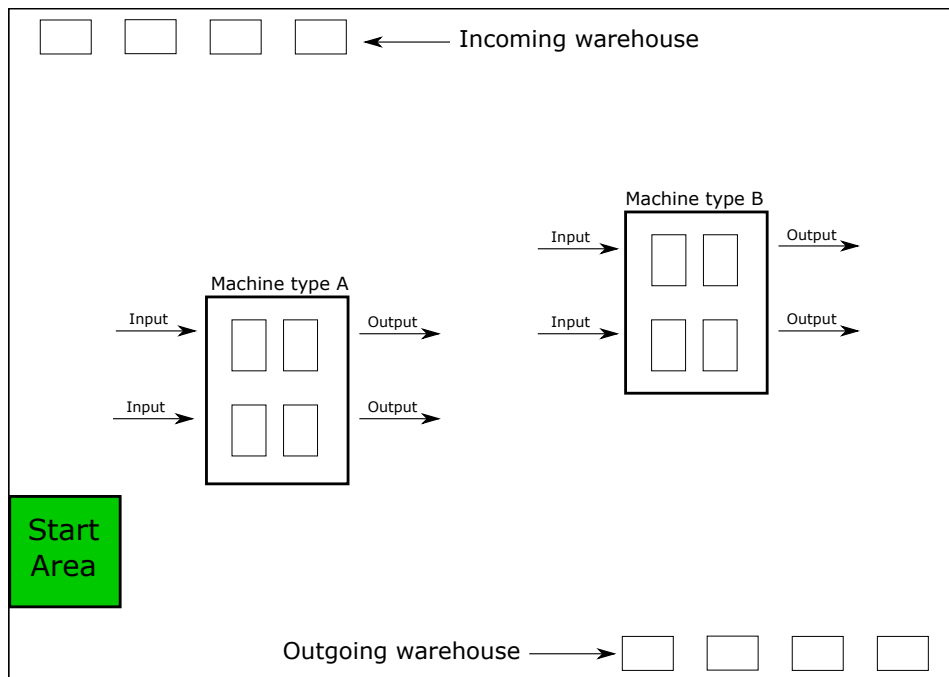 Incoming warehouse
Machine type B
Input
Output
Input
Output
Machine type A
Input
Output
Input
Output
Start
Area
Outgoing warehouse